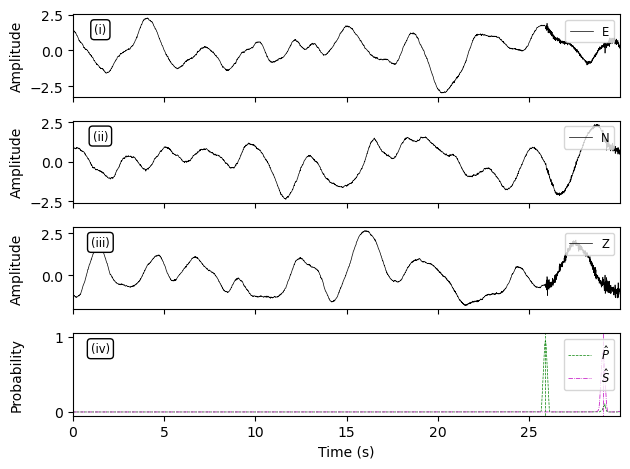 2.5
0.0
−2.5
Amplitude
(i)
E
2.5
0.0
−2.5
Amplitude
(ii)
N
2.5
0.0
Amplitude
(iii)
Z
1
0
Probability
(iv)
P̂
Ŝ
0 5 10 15 20 25
Time (s)